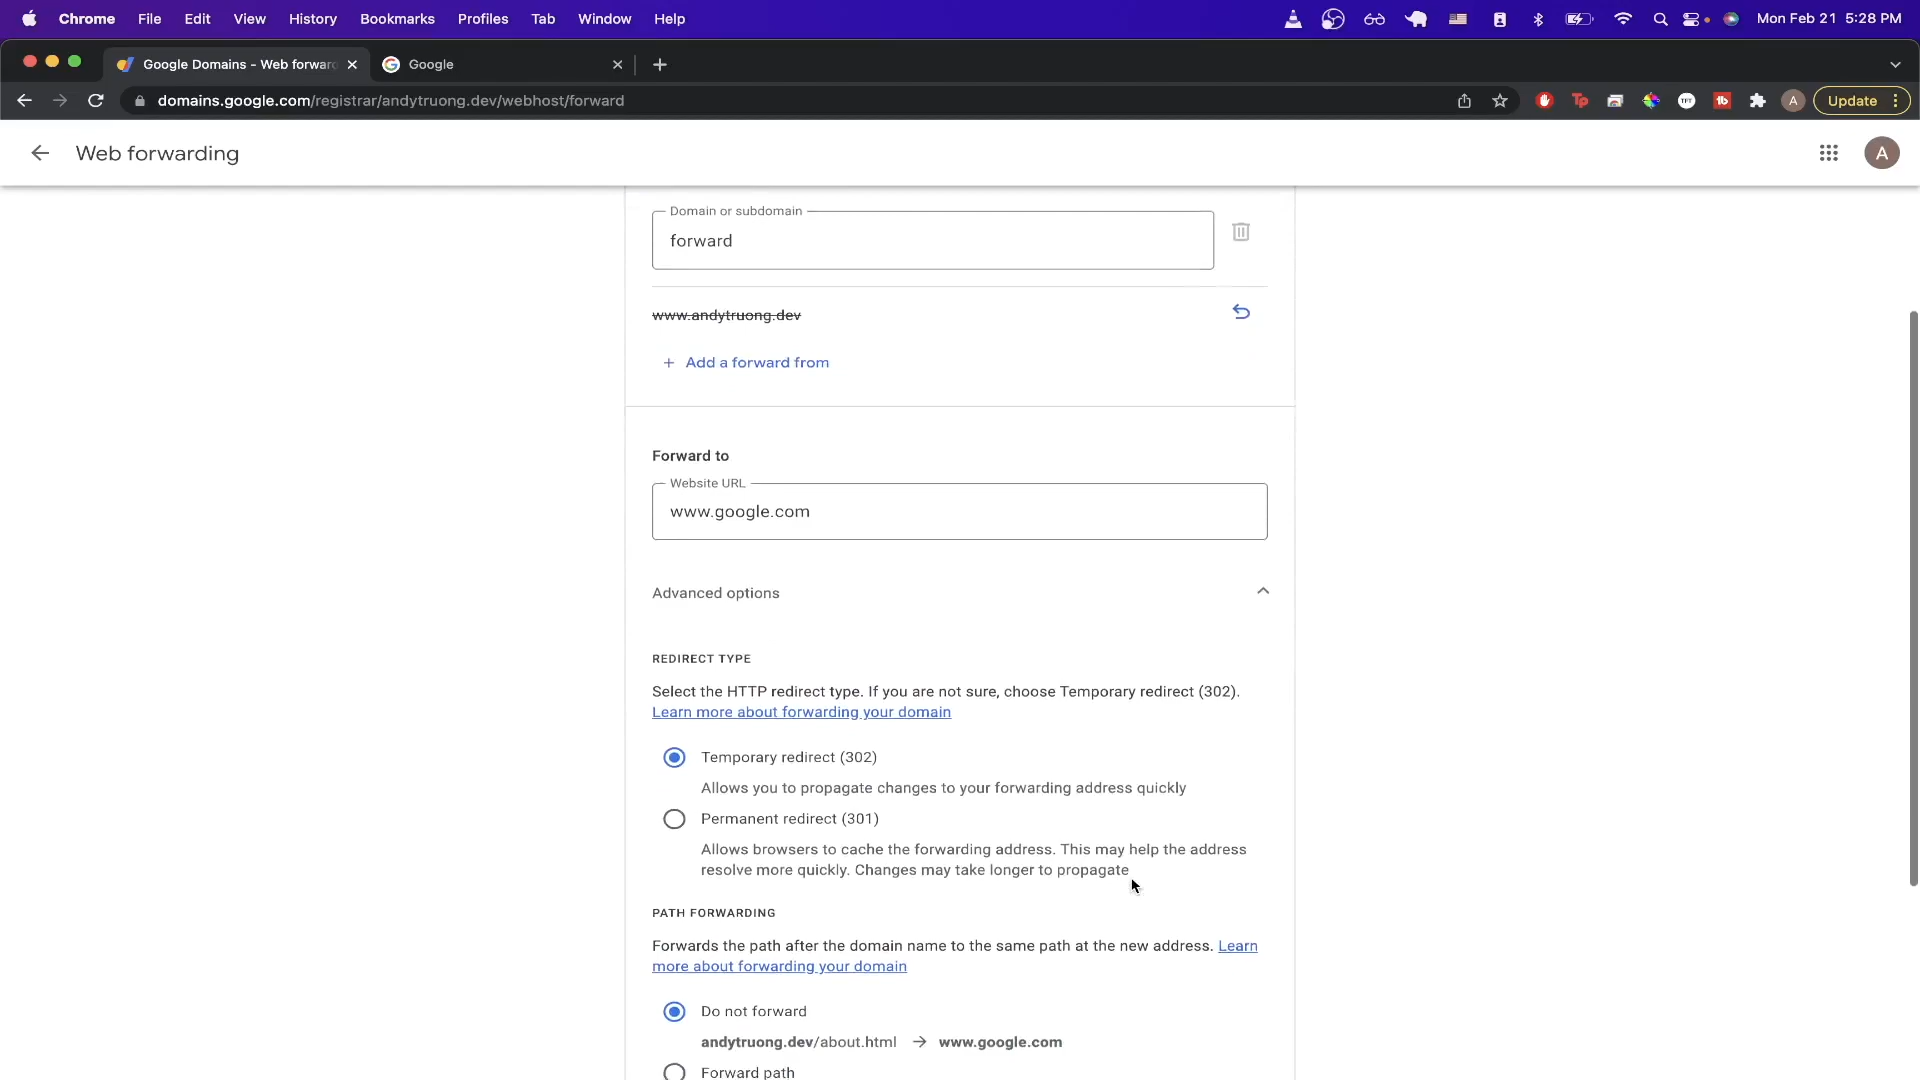 Chrome File Edit View History Bookmarks Profiles Tab Window Help Mon Feb 21 5:28 PM
Google Domains - Web forward Google
domains.google.com/registrar/andytruong.dev/webhost/forward Tp TFT tb A Update
Web forwarding A
Domain or subdomain
forward
www.andytruong.dev
+ Add a forward from
Forward to
Website URL
www.google.com
Advanced options
REDIRECT TYPE
Select the HTTP redirect type. If you are not sure, choose Temporary redirect (302).
Learn more about forwarding your domain
Temporary redirect (302)
Allows you to propagate changes to your forwarding address quickly
Permanent redirect (301)
Allows browsers to cache the forwarding address. This may help the address
resolve more quickly. Changes may take longer to propagate
PATH FORWARDING
Forwards the path after the domain name to the same path at the new address. Learn
more about forwarding your domain
Do not forward
andytruong.dev/about.html → www.google.com
Forward path